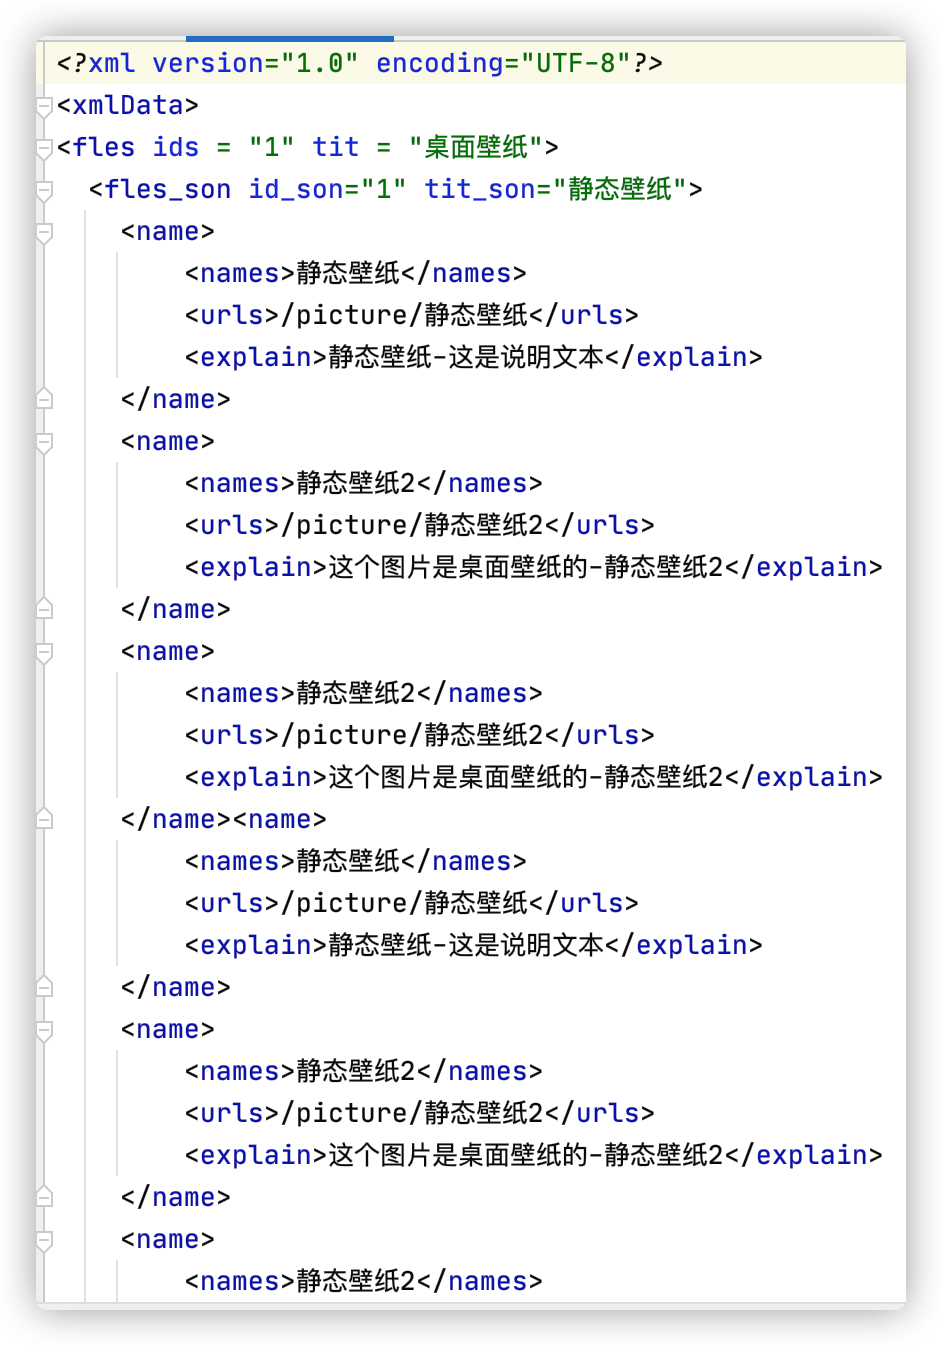 <?xml version="1.0" encoding="UTF-8"?>
<xmlData>
<fles ids = "1" tit = "桌面壁纸">
<fles_son id_son="1" tit_son="静态壁纸">
<name>
<names>静态壁纸</names>
<urls>/picture/静态壁纸</urls>
<explain>静态壁纸-这是说明文本</explain>
</name>
<name>
<names>静态壁纸2</names>
<urls>/picture/静态壁纸2</urls>
<explain>这个图片是桌面壁纸的-静态壁纸2</explain>
</name>
<name>
<names>静态壁纸2</names>
<urls>/picture/静态壁纸2</urls>
<explain>这个图片是桌面壁纸的-静态壁纸2</explain>
</name><name>
<names>静态壁纸</names>
<urls>/picture/静态壁纸</urls>
<explain>静态壁纸-这是说明文本</explain>
</name>
<name>
<names>静态壁纸2</names>
<urls>/picture/静态壁纸2</urls>
<explain>这个图片是桌面壁纸的-静态壁纸2</explain>
</name>
<name>
<names>静态壁纸2</names>